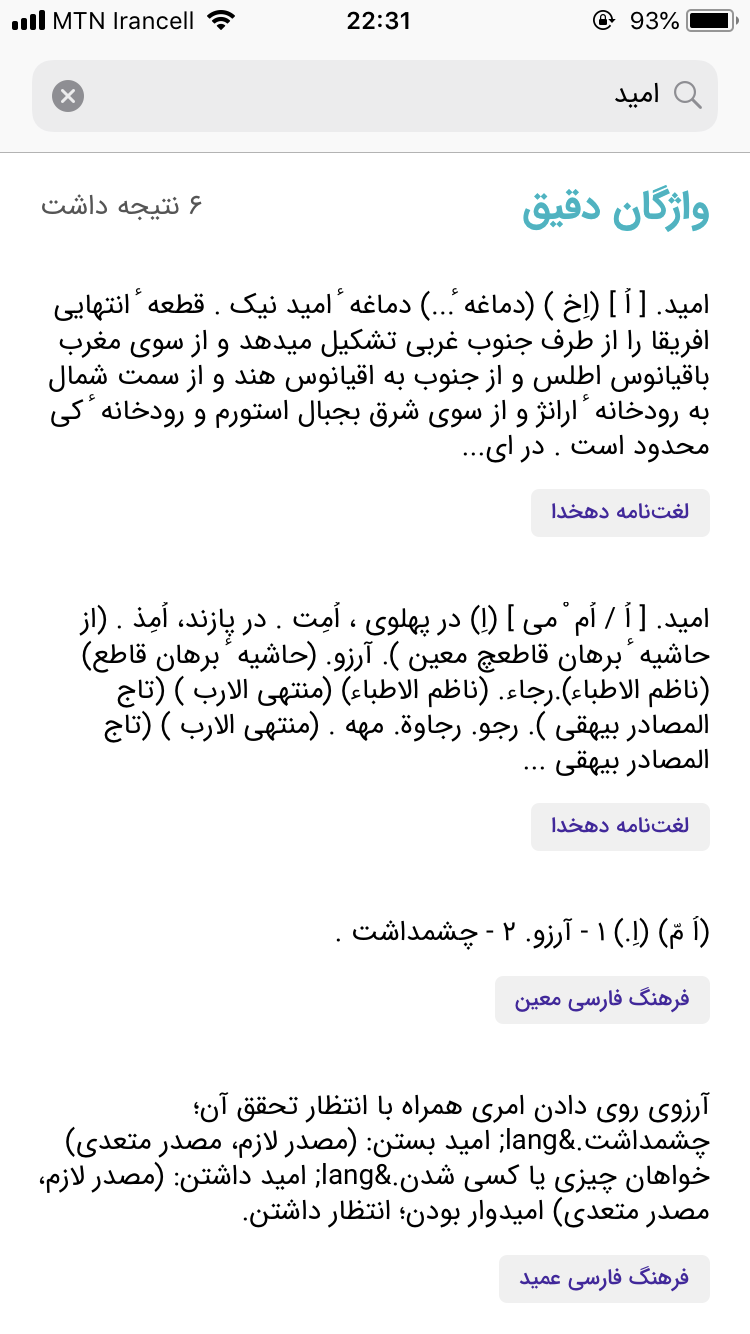 MTN Irancell 22:31 93%
امید
واژگان دقیق ۶ نتیجه داشت
امید. [ اُ ] (اِخ ) (دماغه ٔ...) دماغه ٔ امید نیک . قطعه ٔ انتهایی
افریقا را از طرف جنوب غربی تشکیل میدهد و از سوی مغرب
باقیانوس اطلس و از جنوب به اقیانوس هند و از سمت شمال
به رودخانه ٔ ارانژ و از سوی شرق بجبال استورم و رودخانه ٔ کی
محدود است . در ای...
لغت‌نامه دهخدا
امید. [ اُ / اُم ْ می ] (اِ) در پهلوی ، اُمِت . در پازند، اُمِذ . (از
حاشیه ٔ برهان قاطعچ معین ). آرزو. (حاشیه ٔ برهان قاطع)
(ناظم الاطباء).رجاء. (ناظم الاطباء) (منتهی الارب ) (تاج
المصادر بیهقی ). رجو. رجاوة. مهه . (منتهی الارب ) (تاج
المصادر بیهقی ...
لغت‌نامه دهخدا
(اُ مّ) (اِ.) ۱ - آرزو. ۲ - چشمداشت .
فرهنگ فارسی معین
آرزوی روی دادن امری همراه با انتظار تحقق آن؛
چشمداشت.&lang; امید بستن: (مصدر لازم، مصدر متعدی)
خواهان چیزی یا کسی شدن.&lang; امید داشتن: (مصدر لازم،
مصدر متعدی) امیدوار بودن؛ انتظار داشتن.
فرهنگ فارسی عمید